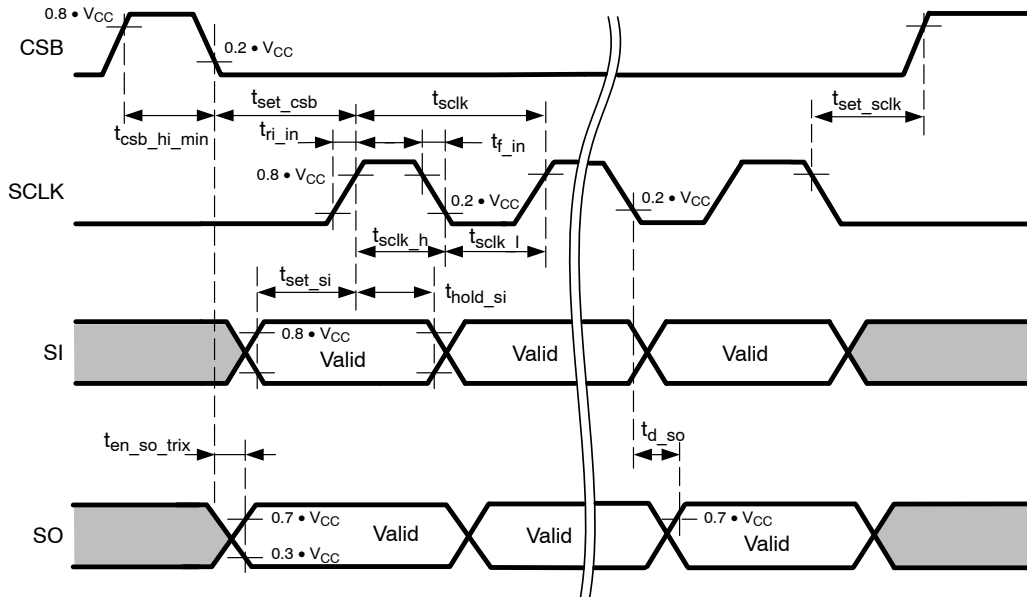 0.8 • VCC
CSB
0.2 • VCC
tset_csb
tsclk
tset_sclk
tcsb_hi_min
tri_in
tf_in
0.8 • VCC
SCLK
0.2 • VCC
0.2 • VCC
tsclk_h
tsclk_l
tset_si
thold_si
0.8 • VCC
SI
Valid
Valid
Valid
ten_so_trix
td_so
0.7 • VCC
0.7 • VCC
SO
Valid
Valid
Valid
0.3 • VCC